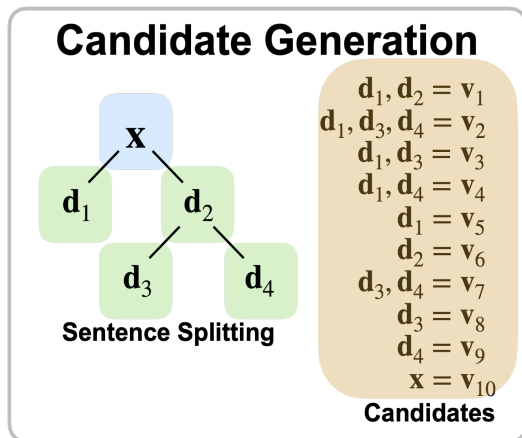 Candidate Generation
x
d1
d2
d3
d4
Sentence Splitting
d1, d2 = v1
d1, d3, d4 = v2
d1, d3 = v3
d1, d4 = v4
d1 = v5
d2 = v6
d3, d4 = v7
d3 = v8
d4 = v9
x = v10
Candidates